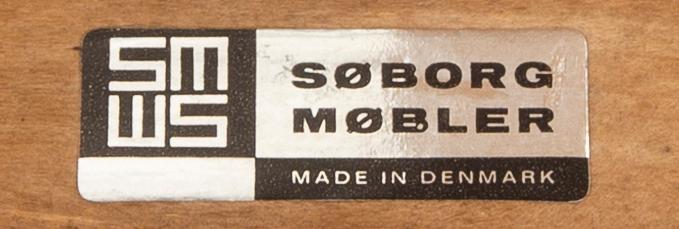 SM
WS
SØBORG
MØBLER
MADE IN DENMARK